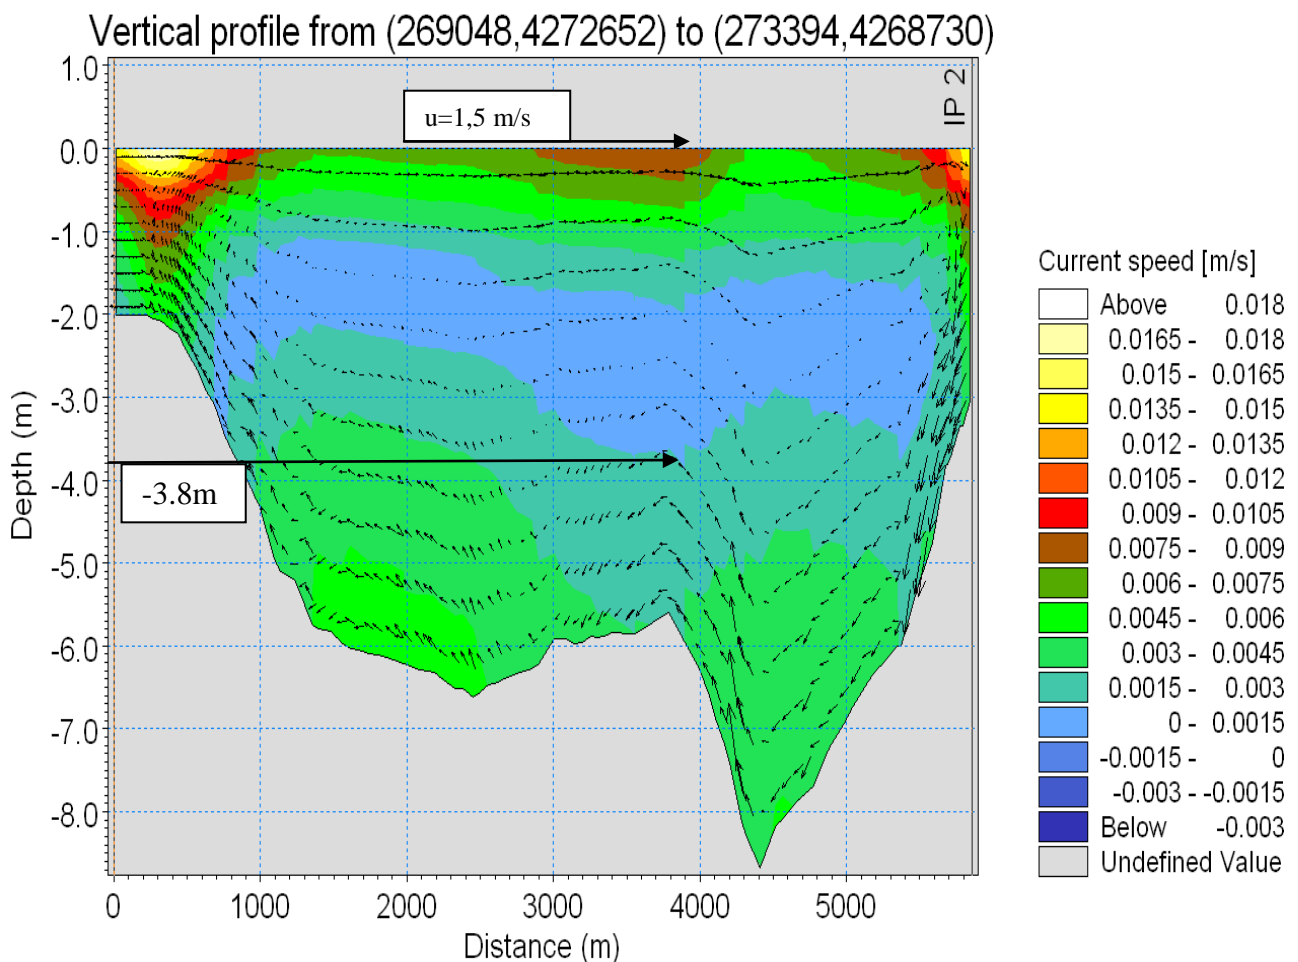 Vertical profile from (269048,4272652) to (273394,4268730)
IP 2
u=1,5 m/s
1.0
0.0
-1.0
-2.0
-3.0
-4.0
-5.0
-6.0
-7.0
-8.0
Depth (m)
-3.8m
0 1000 2000 3000 4000 5000
Distance (m)
Current speed [m/s]
Above 0.018
0.0165 - 0.018
0.015 - 0.0165
0.0135 - 0.015
0.012 - 0.0135
0.0105 - 0.012
0.009 - 0.0105
0.0075 - 0.009
0.006 - 0.0075
0.0045 - 0.006
0.003 - 0.0045
0.0015 - 0.003
0 - 0.0015
-0.0015 - 0
-0.003 - -0.0015
Below -0.003
Undefined Value